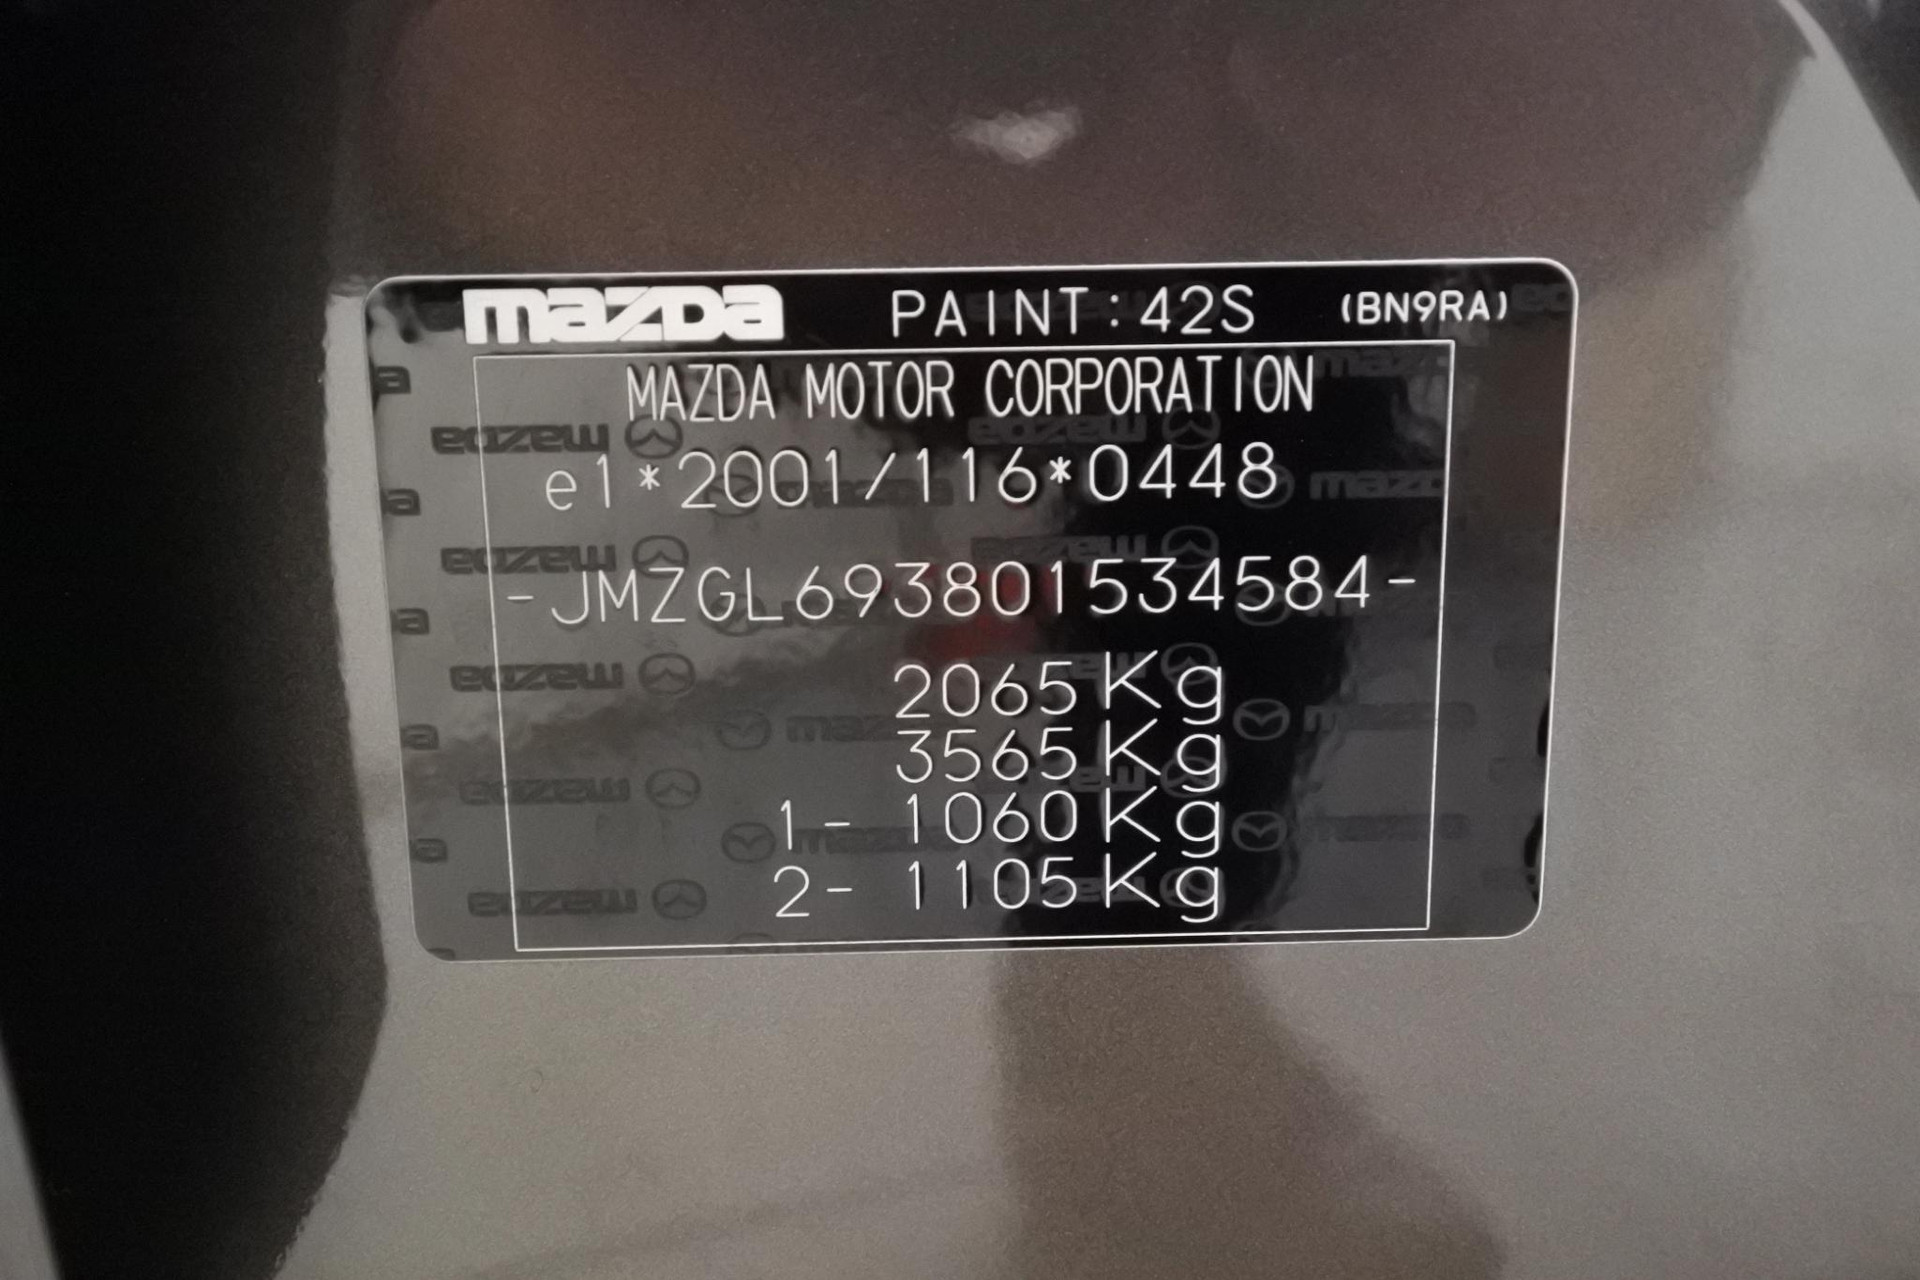 mazda PAINT:42S (BN9RA)
MAZDA MOTOR CORPORATION
e1*2001/116*0448
-JMZGL693801534584-
2065Kg
3565Kg
1- 1060Kg
2- 1105Kg